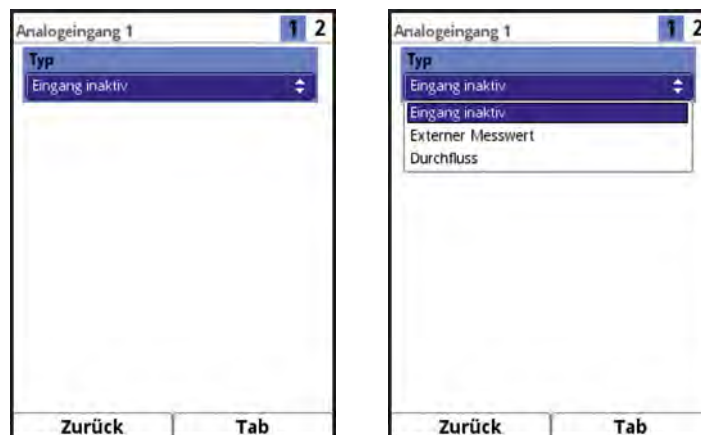 Analogeingang 1 1 2
Typ
Eingang inaktiv
Zurück Tab
Analogeingang 1 1 2
Typ
Eingang inaktiv
Eingang inaktiv
Externer Messwert
Durchfluss
Zurück Tab